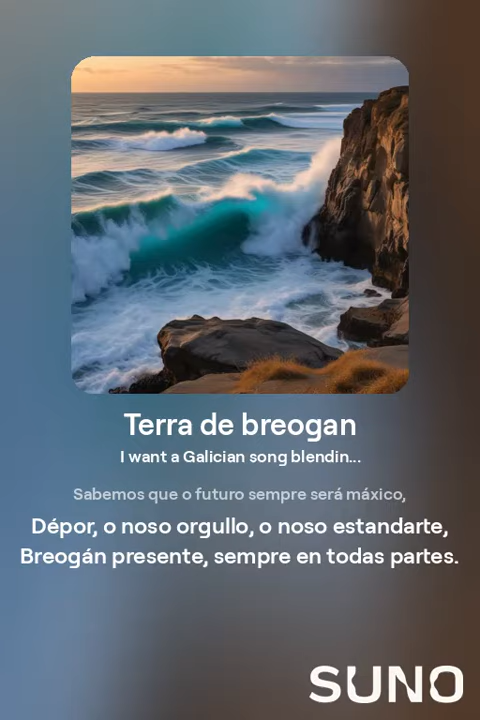 Terra de breogan
I want a Galician song blendin...
Sabemos que o futuro sempre será máxico,
Dépor, o noso orgullo, o noso estandarte,
Breogán presente, sempre en todas partes.
SUNO